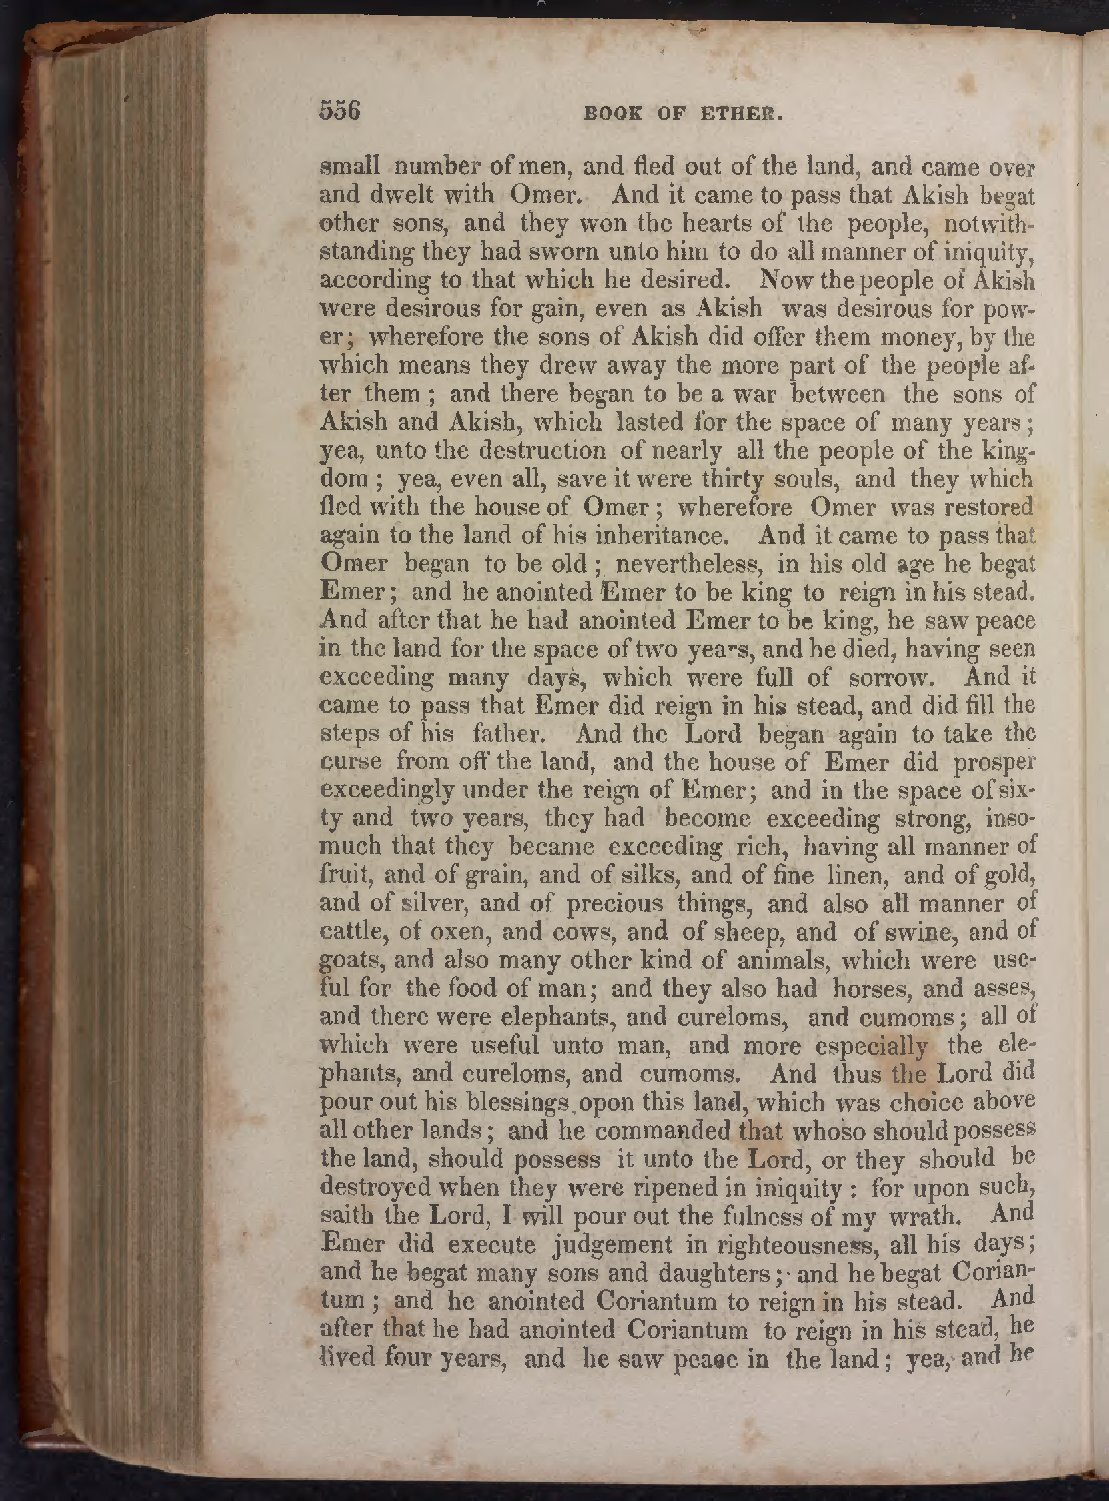 556 BOOK OF ETHER.
small number of men, and fled out of the land, and came over
and dwelt with Omer. And it came to pass that Akish begat
other sons, and they won the hearts of the people, notwith-
standing they had sworn unto him to do all manner of iniquity,
according to that which he desired. Now the people of Akish
were desirous for gain, even as Akish was desirous for pow-
er; wherefore the sons of Akish did offer them money, by the
which means they drew away the more part of the people af-
ter them; and there began to be a war between the sons of
Akish and Akish, which lasted for the space of many years;
yea, unto the destruction of nearly all the people of the king-
dom; yea, even all, save it were thirty souls, and they which
fled with the house of Omer; wherefore Omer was restored
again to the land of his inheritance. And it came to pass that
Omer began to be old; nevertheless, in his old age he begat
Emer; and he anointed Emer to be king to reign in his stead.
And after that he had anointed Emer to be king, he saw peace
in the land for the space of two years, and he died, having seen
exceeding many days, which were full of sorrow. And it
came to pass that Emer did reign in his stead, and did fill the
steps of his father. And the Lord began again to take the
curse from off the land, and the house of Emer did prosper
exceedingly under the reign of Emer; and in the space of six-
ty and two years, they had become exceeding strong, inso-
much that they became exceeding rich, having all manner of
fruit, and of grain, and of silks, and of fine linen, and of gold,
and of silver, and of precious things, and also all manner of
cattle, of oxen, and cows, and of sheep, and of swine, and of
goats, and also many other kind of animals, which were use-
ful for the food of man; and they also had horses, and asses,
and there were elephants, and cureloms, and cumoms; all of
which were useful unto man, and more especially the ele-
phants, and cureloms, and cumoms. And thus the Lord did
pour out his blessings opon this land, which was choice above
all other lands; and he commanded that whoso should possess
the land, should possess it unto the Lord, or they should be
destroyed when they were ripened in iniquity: for upon such,
saith the Lord, I will pour out the fulness of my wrath. And
Emer did execute judgement in righteousness, all his days;
and he begat many sons and daughters; and he begat Corian-
tum; and he anointed Coriantum to reign in his stead. And
after that he had anointed Coriantum to reign in his stead, he
lived four years, and he saw peace in the land; yea, and he